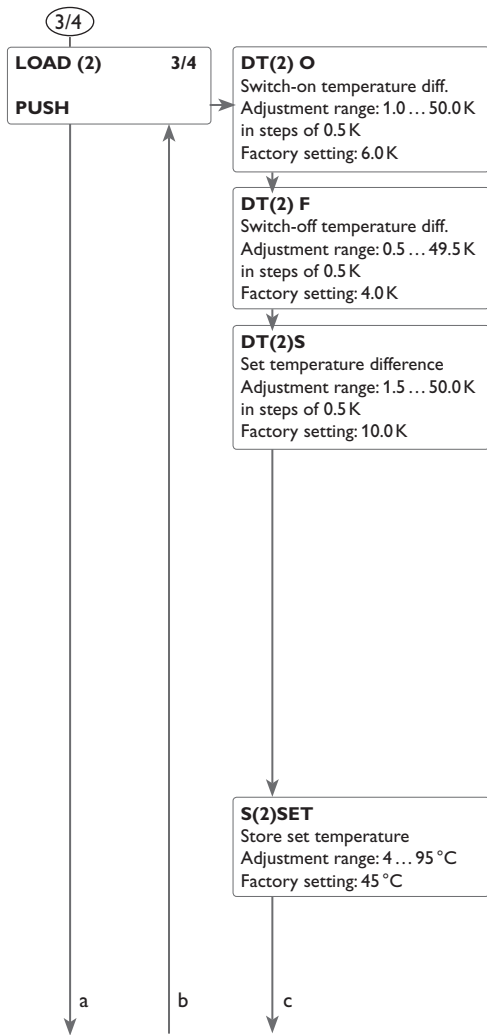 3/4
LOAD (2) 3/4
PUSH
DT(2) O
Switch-on temperature diff.
Adjustment range: 1.0 ... 50.0 K
in steps of 0.5 K
Factory setting: 6.0 K
DT(2) F
Switch-off temperature diff.
Adjustment range: 0.5 ... 49.5 K
in steps of 0.5 K
Factory setting: 4.0 K
DT(2)S
Set temperature difference
Adjustment range: 1.5 ... 50.0 K
in steps of 0.5 K
Factory setting: 10.0 K
S(2)SET
Store set temperature
Adjustment range: 4 ... 95 °C
Factory setting: 45 °C
a b c